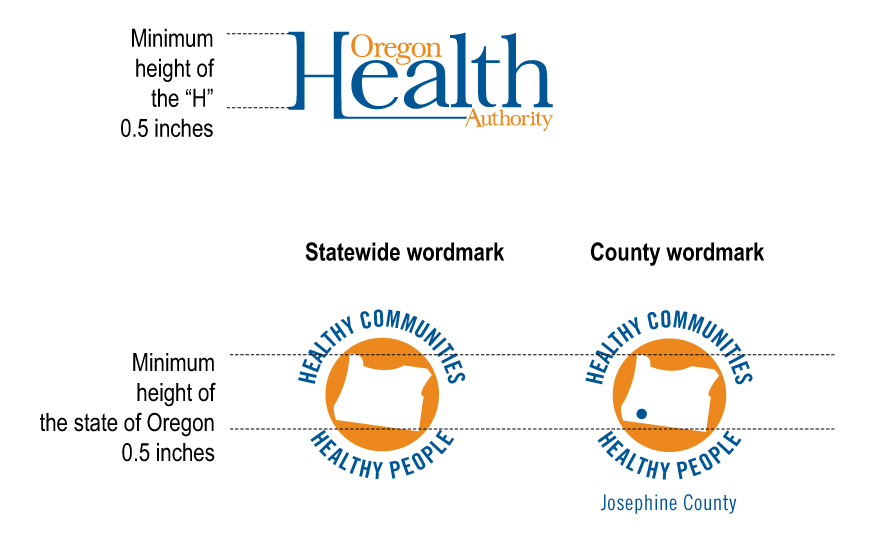 Minimum
height of
the “H”
0.5 inches
Oregon
Health
Authority
Statewide wordmark
County wordmark
Minimum
height of
the state of Oregon
0.5 inches
HEALTHY COMMUNITIES
HEALTHY PEOPLE
HEALTHY COMMUNITIES
HEALTHY PEOPLE
Josephine County